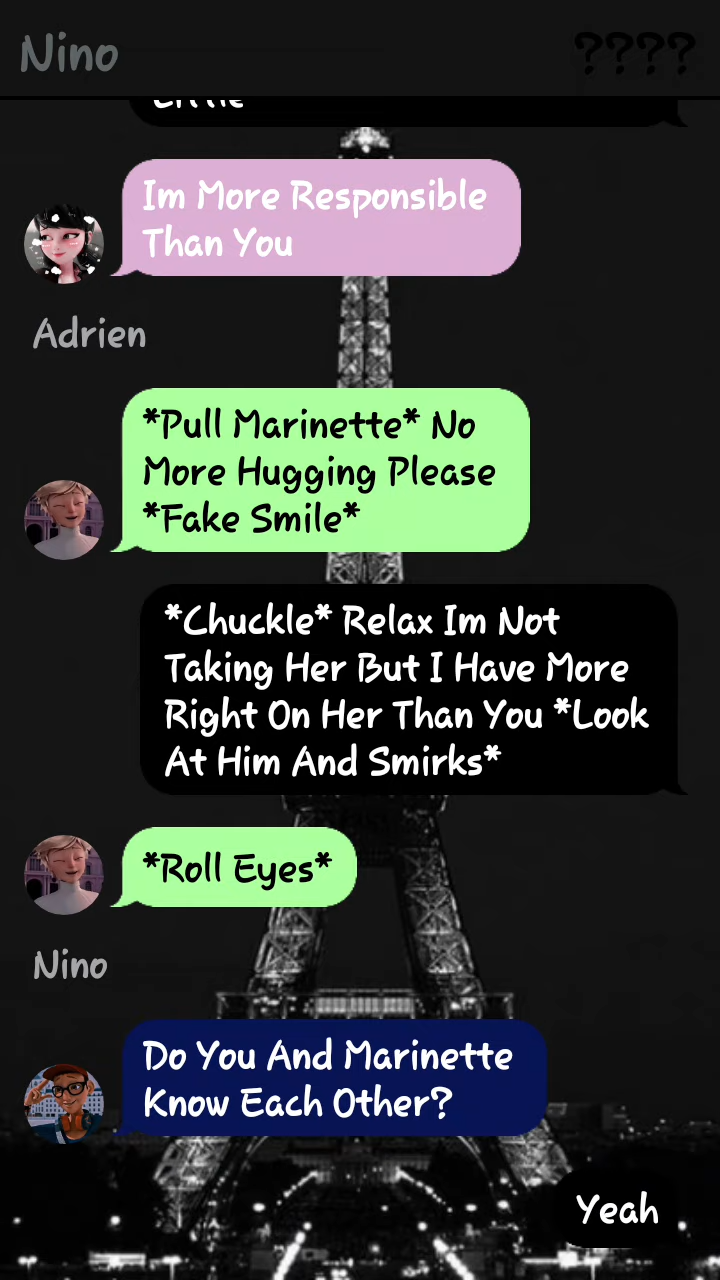 Nino
????
Little
Im More Responsible
Than You
Adrien
*Pull Marinette* No
More Hugging Please
*Fake Smile*
*Chuckle* Relax Im Not
Taking Her But I Have More
Right On Her Than You *Look
At Him And Smirks*
*Roll Eyes*
Nino
Do You And Marinette
Know Each Other?
Yeah